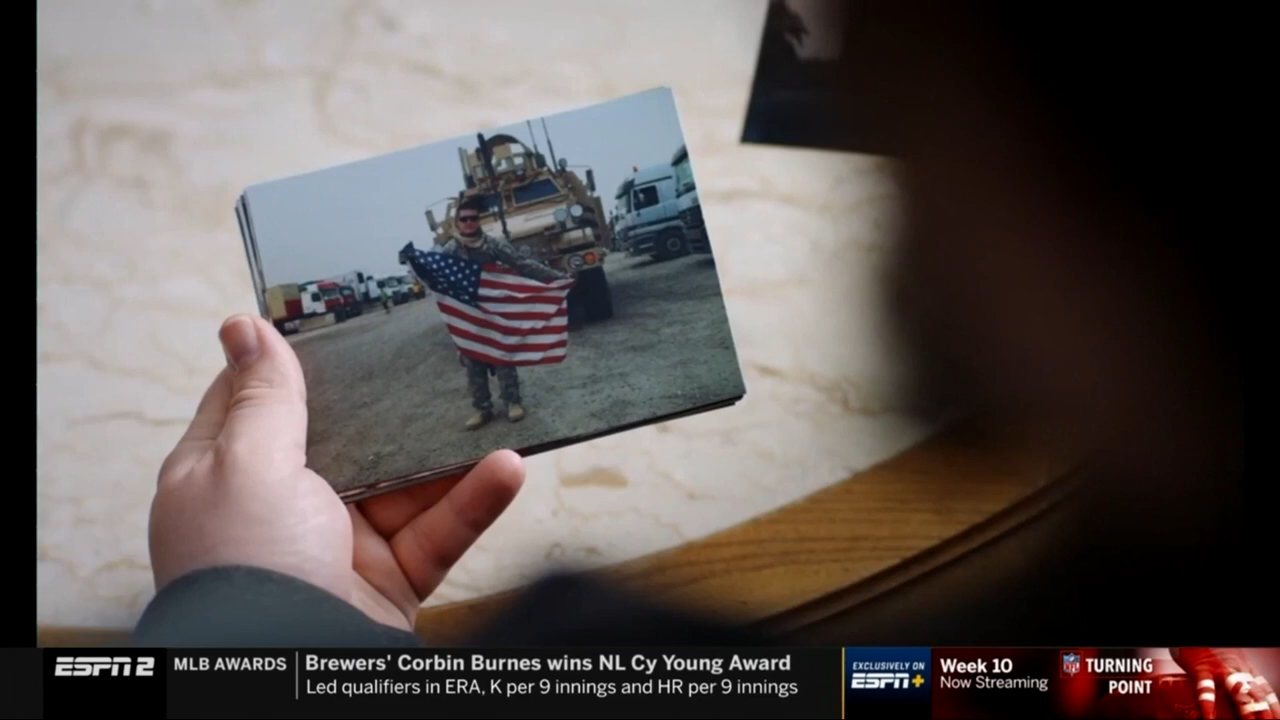 ESPN2
MLB AWARDS
Brewers' Corbin Burnes wins NL Cy Young Award
Led qualifiers in ERA, K per 9 innings and HR per 9 innings
EXCLUSIVELY ON
ESPN+
Week 10
Now Streaming
NFL
TURNING
POINT